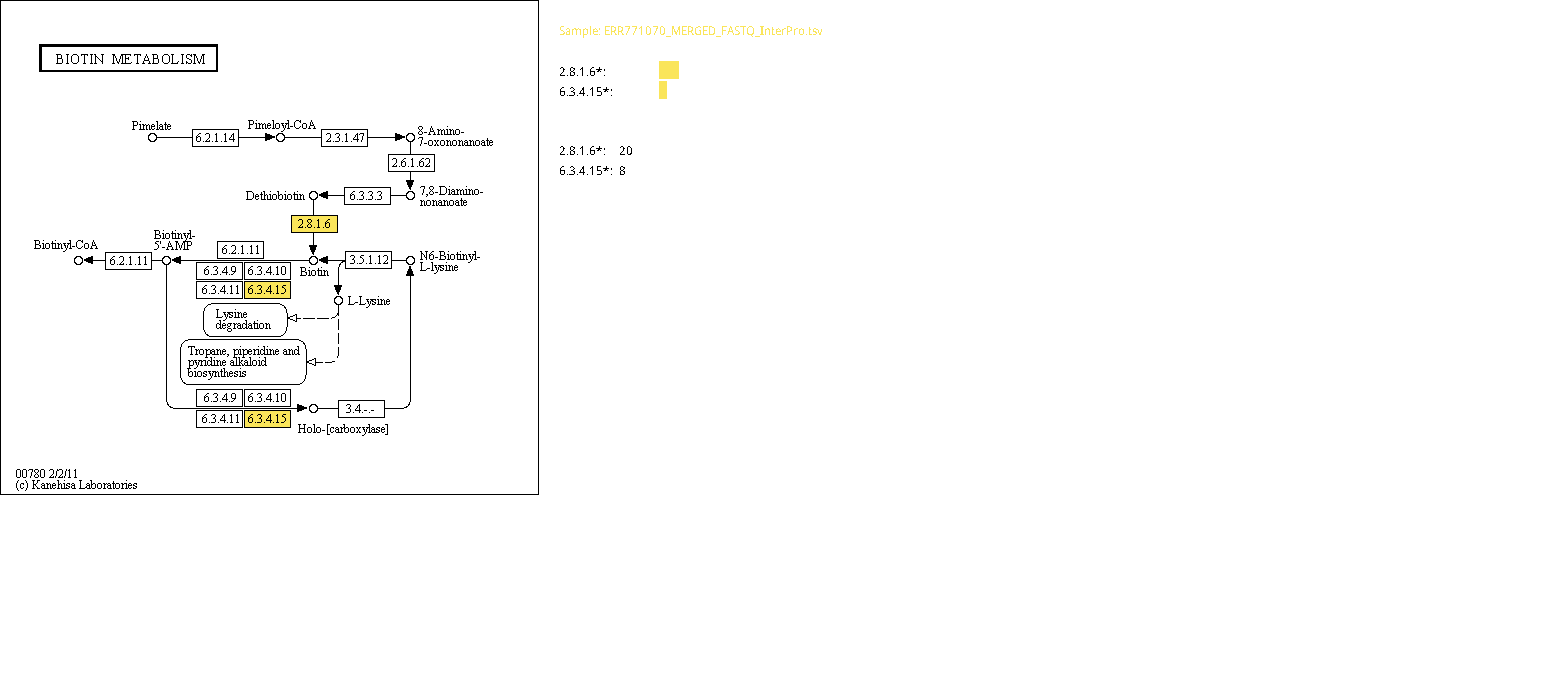 Sample: ERR771070_MERGED_FASTQ_InterPro.tsv
BIOTIN METABOLISM
2.8.1.6*:
6.3.4.15*:
Pimelate
6.2.1.14
Pimeloyl-CoA
2.3.1.47
8-Amino-
7-oxononanoate
2.6.1.62
2.8.1.6*: 20
6.3.4.15*: 8
Dethiobiotin
6.3.3.3
7,8-Diamino-
nonanoate
2.8.1.6
Biotinyl-CoA
6.2.1.11
Biotinyl-
5'-AMP
6.2.1.11
6.3.4.9
6.3.4.10
6.3.4.11
6.3.4.15
Biotin
3.5.1.12
N6-Biotinyl-
L-lysine
L-Lysine
Lysine
degradation
Tropane, piperidine and
pyridine alkaloid
biosynthesis
6.3.4.9
6.3.4.10
6.3.4.11
6.3.4.15
Holo-[carboxylase]
3.4.-.-
00780 2/2/11
(c) Kanehisa Laboratories